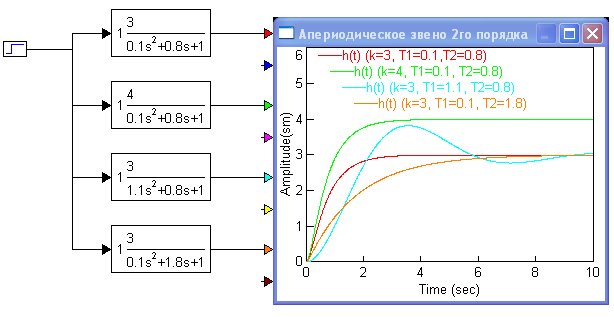 1 3
0.1s²+0.8s+1
1 4
0.1s²+0.8s+1
1 3
1.1s²+0.8s+1
1 3
0.1s²+1.8s+1
Апериодическое звено 2го порядка
h(t) (k=3, T1=0.1,T2=0.8)
h(t) (k=4, T1=0.1, T2=0.8)
h(t) (k=3, T1=1.1, T2=0.8)
h(t) (k=3, T1=0.1, T2=1.8)
Amplitude(sm)
6
5
4
3
2
1
0
0 2 4 6 8 10
Time (sec)